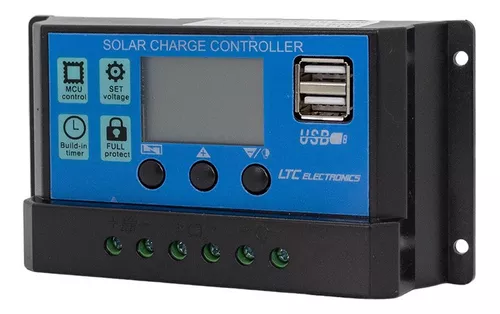 SOLAR CHARGE CONTROLLER
MCU
control
SET
voltage
Build-in
timer
FULL
protect
USB
LTC ELECTRONICS